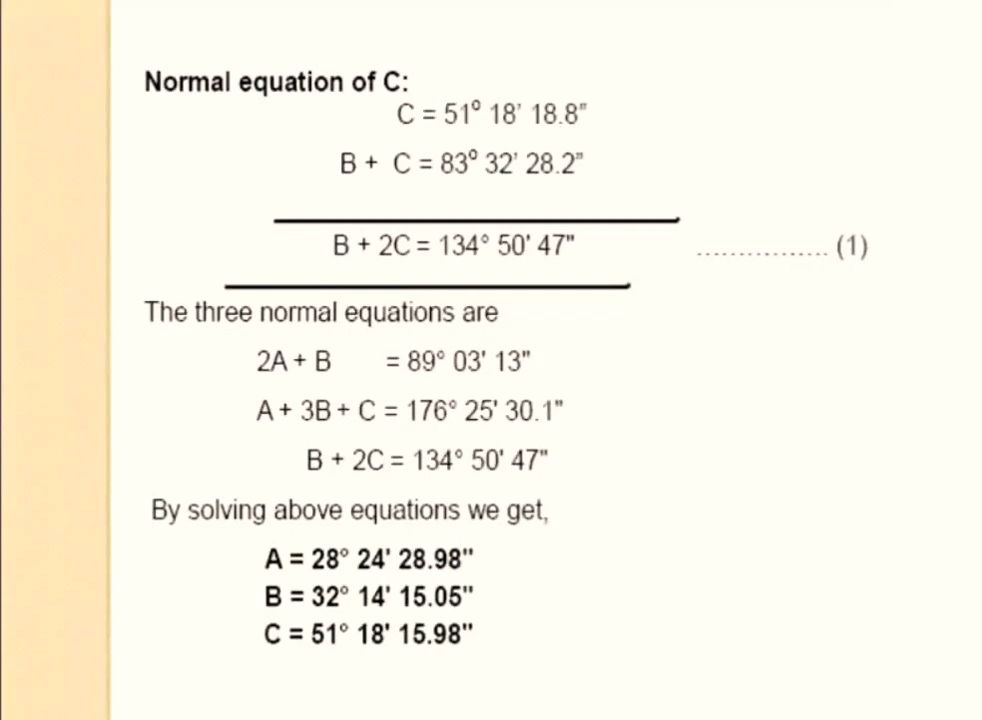 Normal equation of C:
C = 51⁰ 18' 18.8"
B + C = 83⁰ 32' 28.2"
B + 2C = 134° 50' 47" ................ (1)
The three normal equations are
2A + B = 89° 03' 13"
A + 3B + C = 176° 25' 30.1"
B + 2C = 134° 50' 47"
By solving above equations we get,
A = 28° 24' 28.98"
B = 32° 14' 15.05"
C = 51° 18' 15.98"